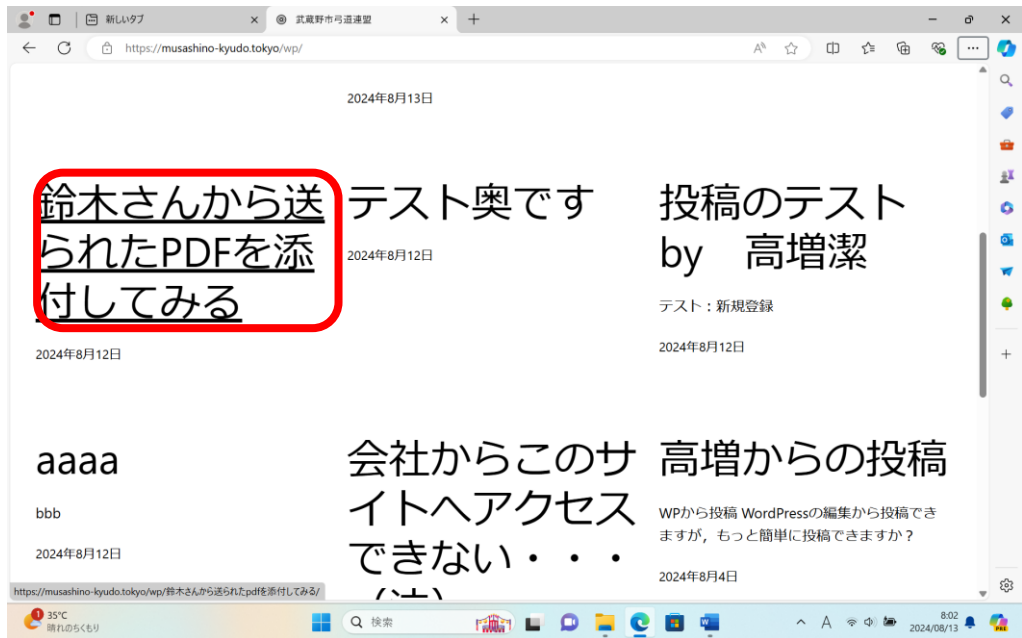 新しいタブ
武蔵野市弓道連盟
https://musashino-kyudo.tokyo/wp/
2024年8月13日
鈴木さんから送
られたPDFを添
付してみる
2024年8月12日
テスト奥です
2024年8月12日
投稿のテスト
by 高増潔
テスト：新規登録
2024年8月12日
aaaa
bbb
2024年8月12日
会社からこのサ
イトへアクセス
できない・・・
（泣）
高増からの投稿
WPから投稿 WordPressの編集から投稿でき
ますが，もっと簡単に投稿できますか？
2024年8月4日
https://musashino-kyudo.tokyo/wp/鈴木さんから送られたpdfを添付してみる/
1
35°C
晴れのちくもり
検索
A
8:02
2024/08/13